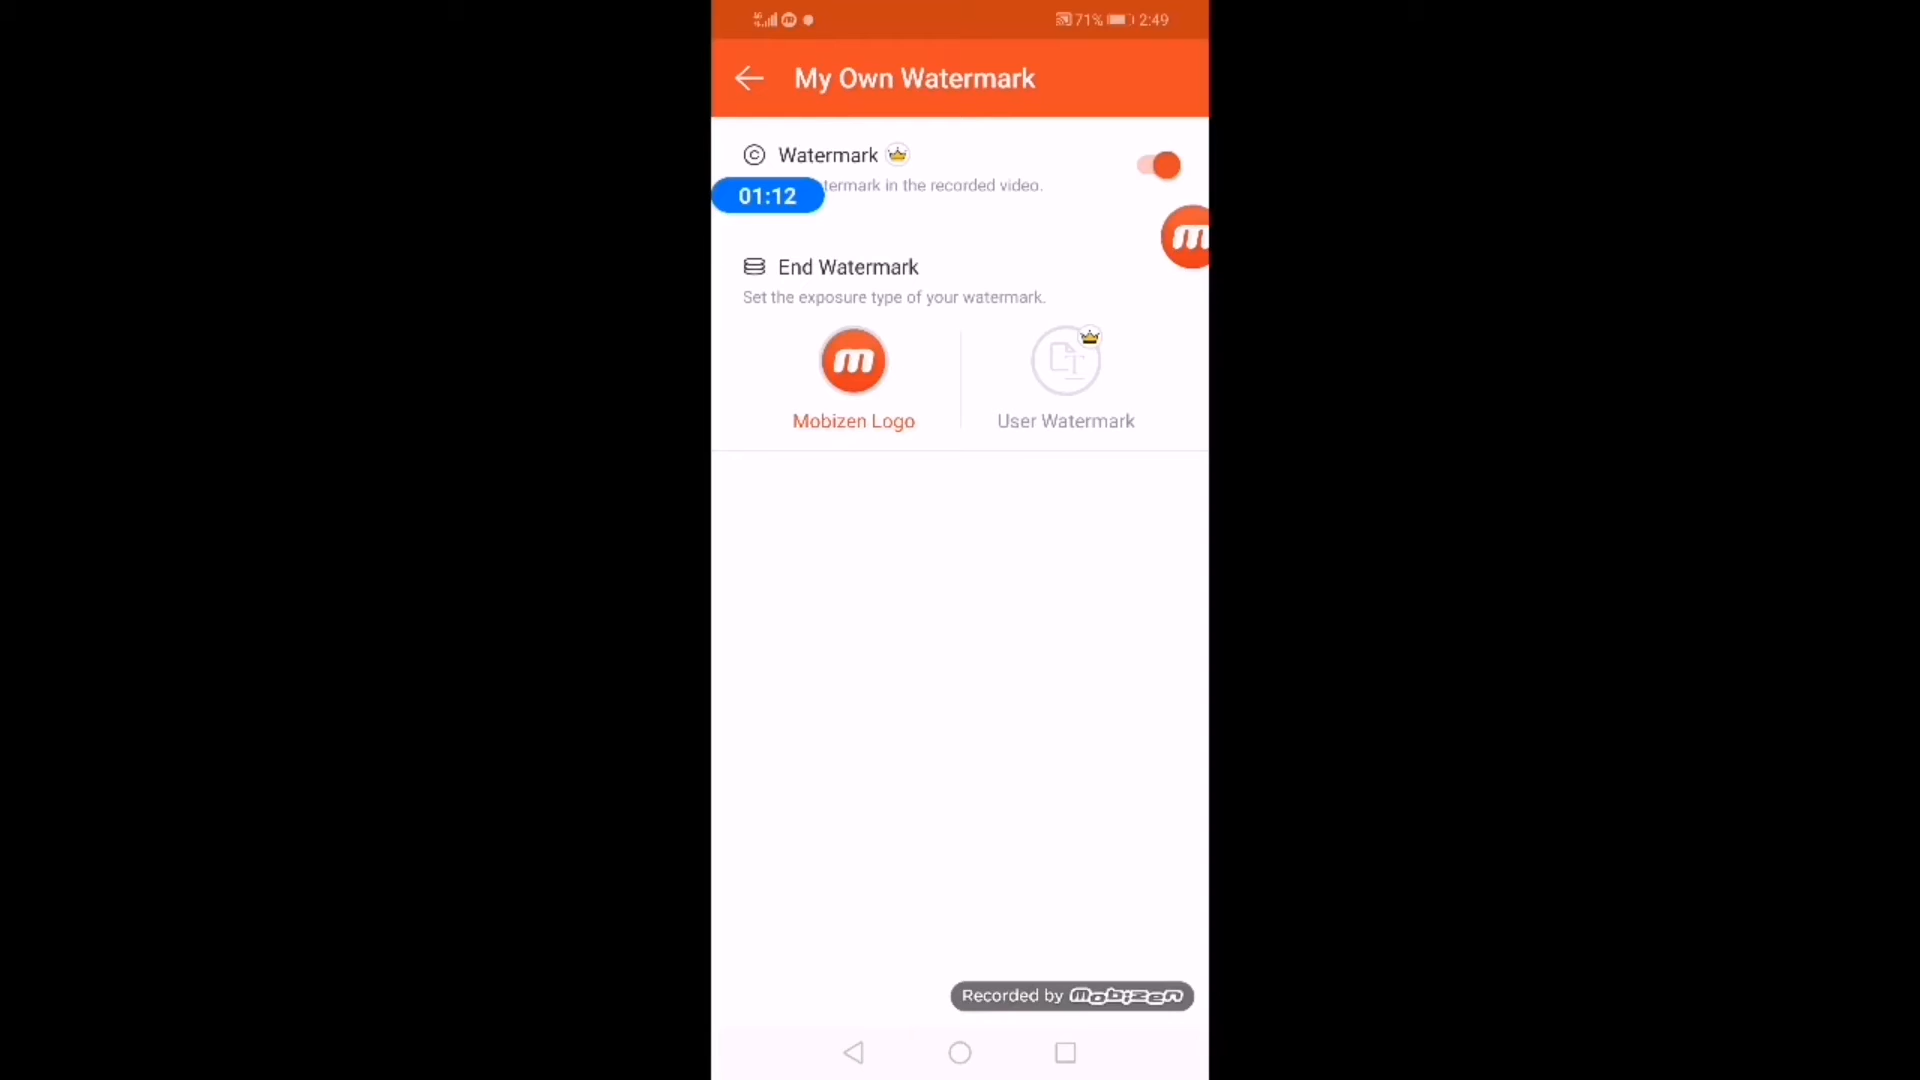 71% 2:49
My Own Watermark
Watermark
01:12 termark in the recorded video.
m
End Watermark
Set the exposure type of your watermark.
m
T
Mobizen Logo
User Watermark
Recorded by mobizen